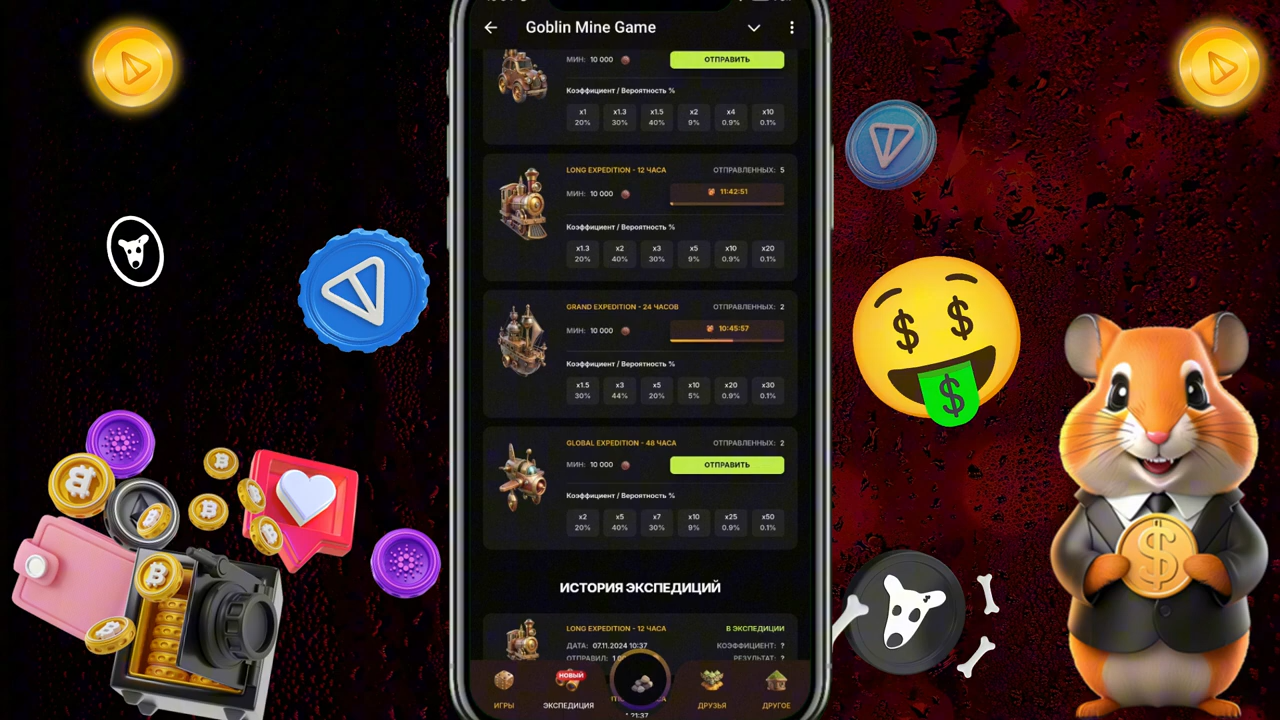 Goblin Mine Game
МИН: 10 000
ОТПРАВИТЬ
Коэффициент / Вероятность %
x1 x1.3 x1.5 x2 x4 x10
20% 30% 40% 9% 0.9% 0.1%
LONG EXPEDITION - 12 ЧАСА ОТПРАВЛЕННЫХ: 5
МИН: 10 000
11:42:51
Коэффициент / Вероятность %
x1.3 x2 x3 x5 x10 x20
20% 40% 30% 9% 0.9% 0.1%
GRAND EXPEDITION - 24 ЧАСОВ ОТПРАВЛЕННЫХ: 2
МИН: 10 000
10:45:57
Коэффициент / Вероятность %
x1.5 x3 x5 x10 x20 x30
30% 44% 20% 5% 0.9% 0.1%
GLOBAL EXPEDITION - 48 ЧАСА ОТПРАВЛЕННЫХ: 2
МИН: 10 000
ОТПРАВИТЬ
Коэффициент / Вероятность %
x2 x5 x7 x10 x25 x50
20% 40% 30% 9% 0.9% 0.1%
ИСТОРИЯ ЭКСПЕДИЦИЙ
LONG EXPEDITION - 12 ЧАСА В ЭКСПЕДИЦИИ
ДАТА: 07.11.2024 10:37 КОЭФФИЦИЕНТ: ?
ОТПРАВИЛ: РЕЗУЛЬТАТ: ?
НОВЫЙ
ИГРЫ ЭКСПЕДИЦИЯ ДРУЗЬЯ ДРУГОЕ